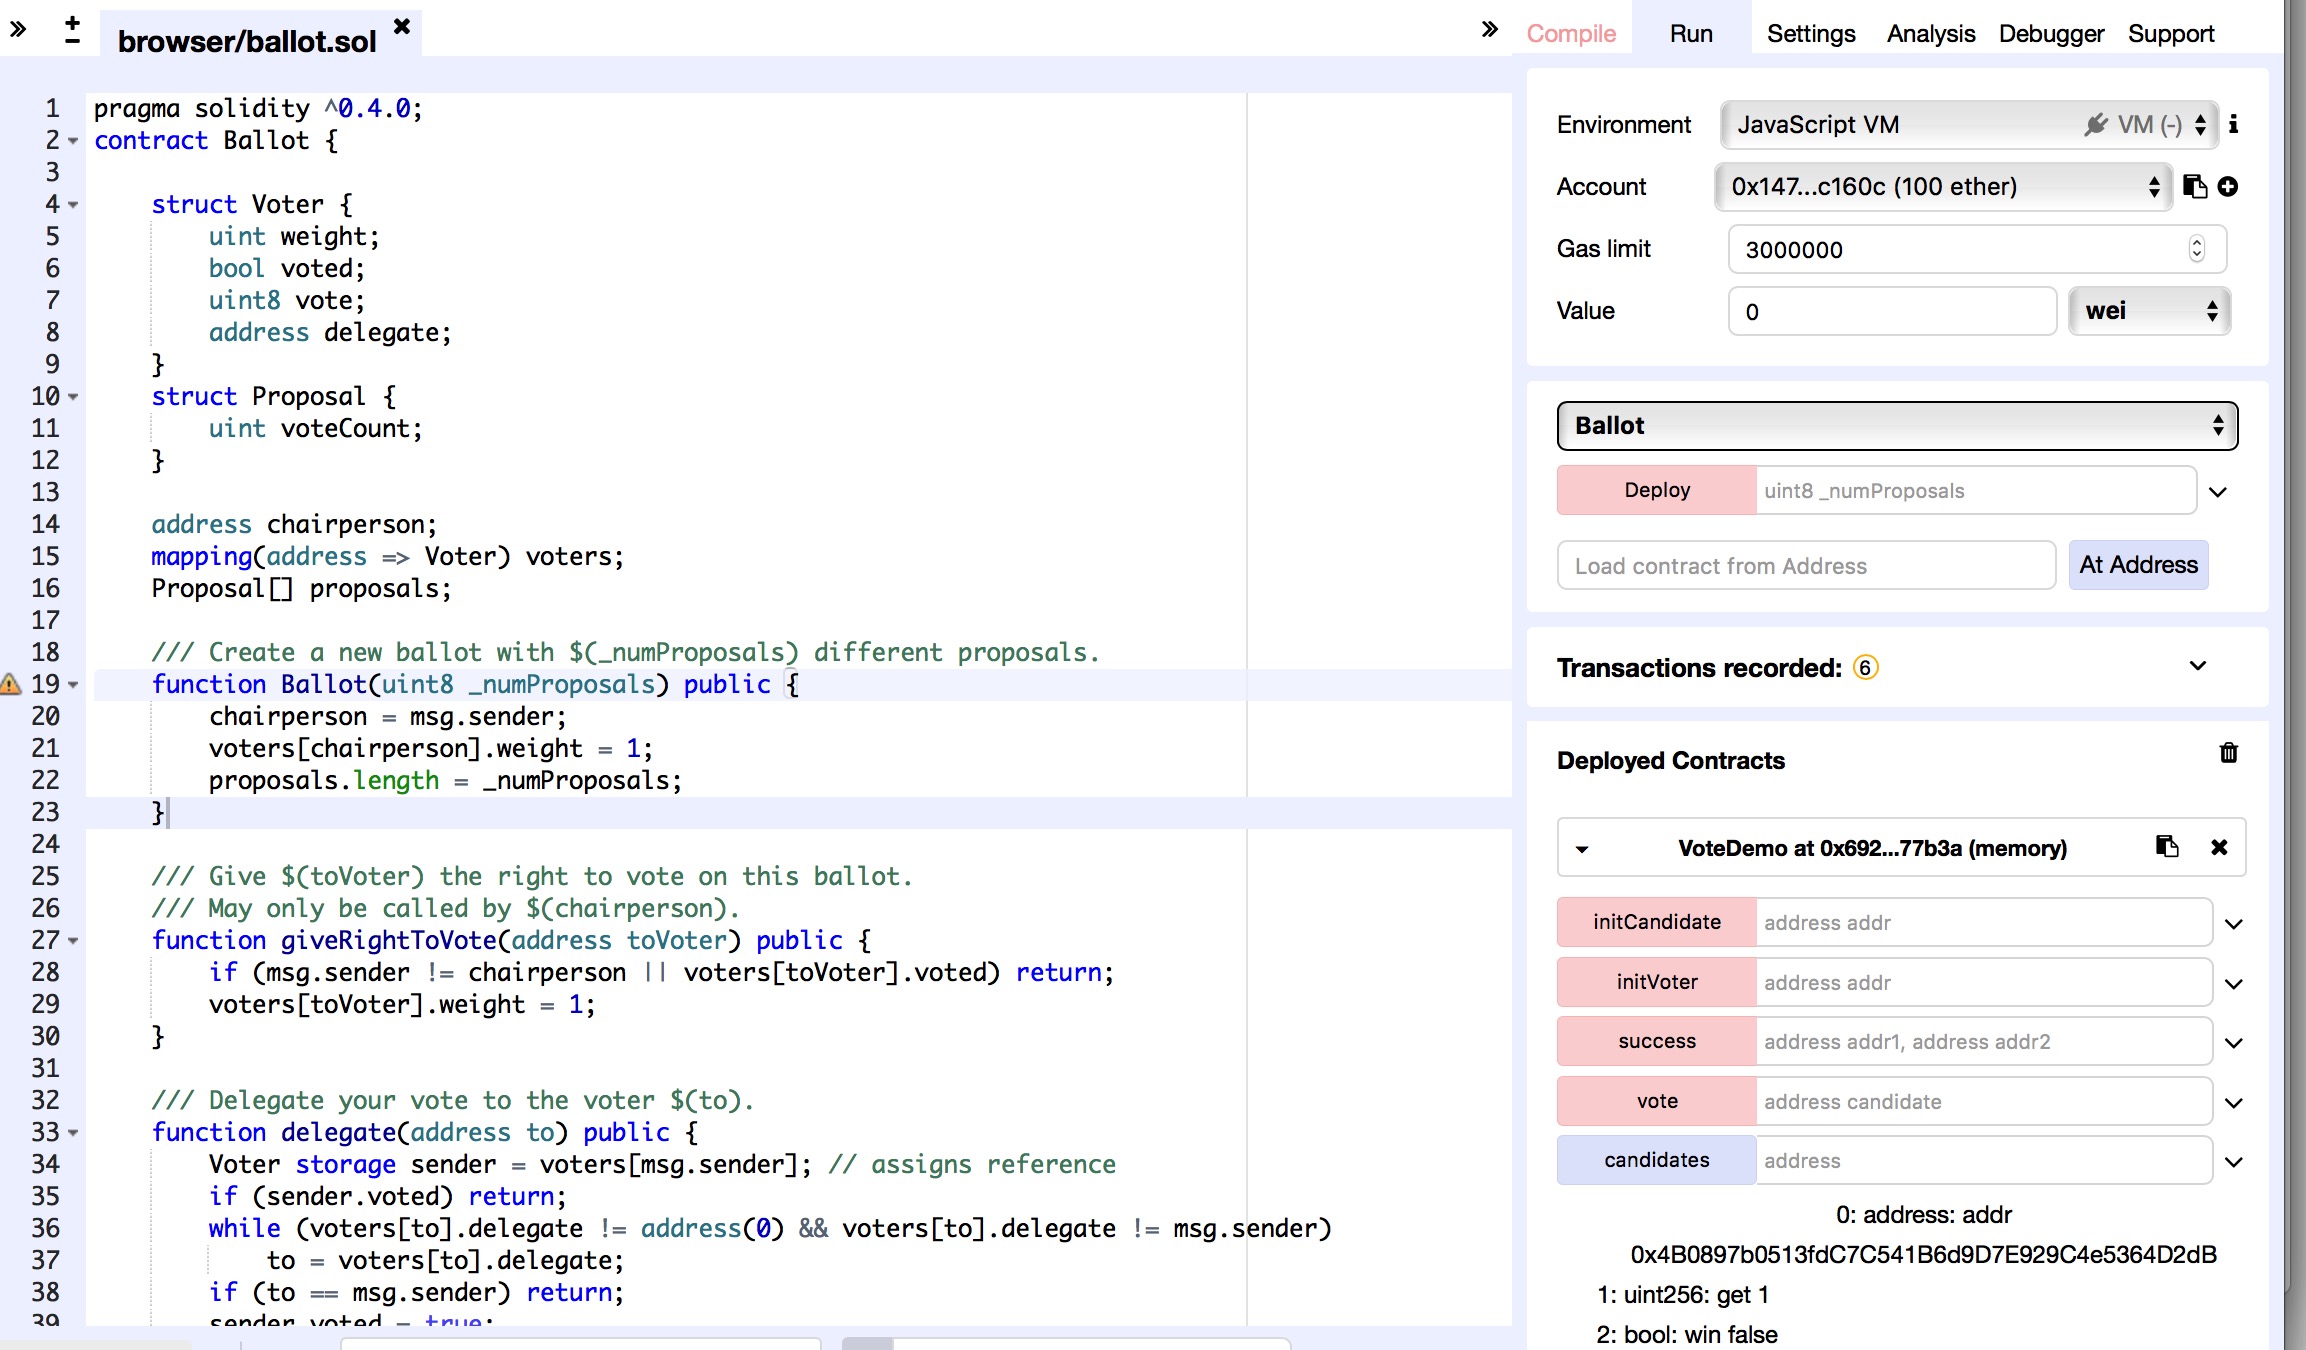 browser/ballot.sol
1 pragma solidity ^0.4.0;
2 contract Ballot {
3
4 struct Voter {
5 uint weight;
6 bool voted;
7 uint8 vote;
8 address delegate;
9 }
10 struct Proposal {
11 uint voteCount;
12 }
13
14 address chairperson;
15 mapping(address => Voter) voters;
16 Proposal[] proposals;
17
18 /// Create a new ballot with $(_numProposals) different proposals.
19 function Ballot(uint8 _numProposals) public {
20 chairperson = msg.sender;
21 voters[chairperson].weight = 1;
22 proposals.length = _numProposals;
23 }
24
25 /// Give $(toVoter) the right to vote on this ballot.
26 /// May only be called by $(chairperson).
27 function giveRightToVote(address toVoter) public {
28 if (msg.sender != chairperson || voters[toVoter].voted) return;
29 voters[toVoter].weight = 1;
30 }
31
32 /// Delegate your vote to the voter $(to).
33 function delegate(address to) public {
34 Voter storage sender = voters[msg.sender]; // assigns reference
35 if (sender.voted) return;
36 while (voters[to].delegate != address(0) && voters[to].delegate != msg.sender)
37 to = voters[to].delegate;
38 if (to == msg.sender) return;
39 sender.voted = true;
Compile Run Settings Analysis Debugger Support
Environment JavaScript VM VM (-)
Account 0x147...c160c (100 ether)
Gas limit 3000000
Value 0 wei
Ballot
Deploy uint8 _numProposals
Load contract from Address At Address
Transactions recorded: 6
Deployed Contracts
VoteDemo at 0x692...77b3a (memory)
initCandidate address addr
initVoter address addr
success address addr1, address addr2
vote address candidate
candidates address
0: address: addr
0x4B0897b0513fdC7C541B6d9D7E929C4e5364D2dB
1: uint256: get 1
2: bool: win false